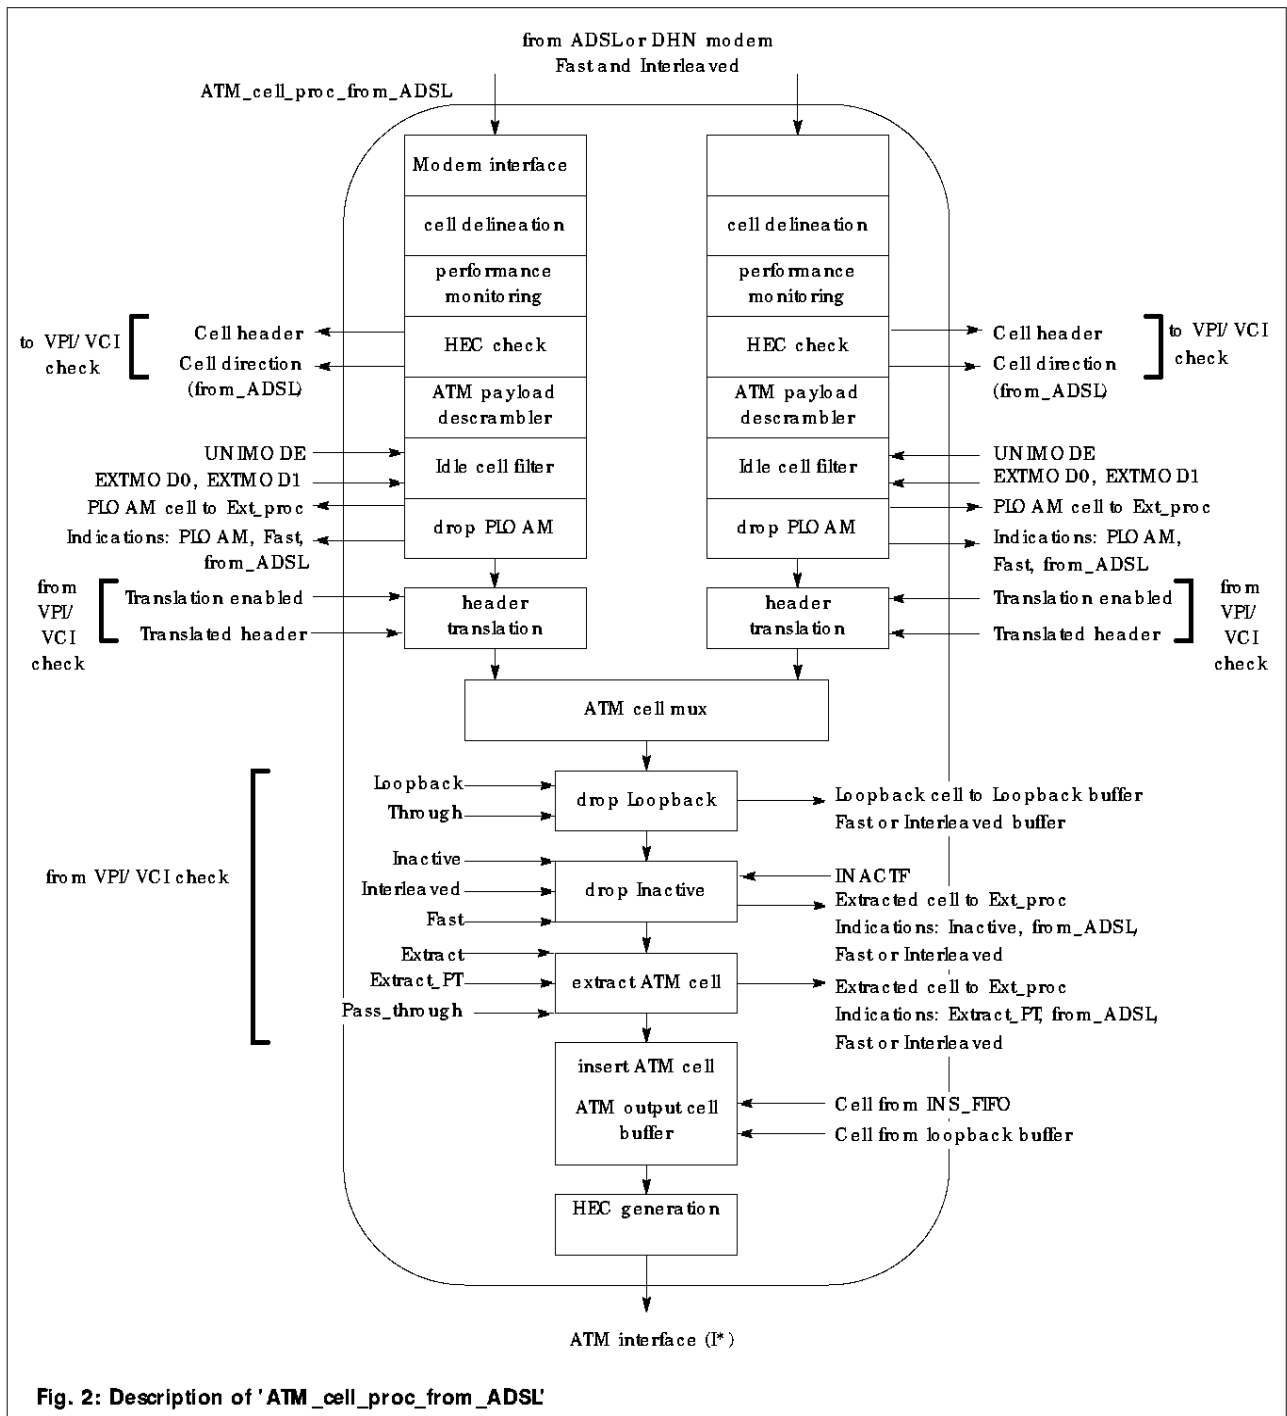 from ADSL or DHN modem
Fast and Interleaved
ATM_cell_proc_from_ADSL
Modem interface
cell delineation
cell delineation
performance
monitoring
performance
monitoring
to VPI/VCI
check
Cell header
Cell direction
(from_ADSL)
HEC check
HEC check
Cell header
Cell direction
(from_ADSL)
to VPI/VCI
check
ATM payload
descrambler
ATM payload
descrambler
UNIMODE
EXTMOD0, EXTMOD1
Idle cell filter
Idle cell filter
UNIMODE
EXTMOD0, EXTMOD1
PLOAM cell to Ext_proc
Indications: PLOAM, Fast,
from_ADSL
drop PLOAM
drop PLOAM
PLOAM cell to Ext_proc
Indications: PLOAM,
Fast, from_ADSL
from
VPI/
VCI
check
Translation enabled
Translated header
header
translation
header
translation
Translation enabled
Translated header
from
VPI/
VCI
check
ATM cell mux
Loopback
Through
drop Loopback
Loopback cell to Loopback buffer
Fast or Interleaved buffer
from VPI/VCI check
Inactive
Interleaved
Fast
drop Inactive
INACTF
Extracted cell to Ext_proc
Indications: Inactive, from_ADSL,
Fast or Interleaved
Extract
Extract_PT
Pass_through
extract ATM cell
Extracted cell to Ext_proc
Indications: Extract_PT, from_ADSL,
Fast or Interleaved
insert ATM cell
ATM output cell
buffer
Cell from INS_FIFO
Cell from loopback buffer
HEC generation
ATM interface (I*)
Fig. 2: Description of 'ATM_cell_proc_from_ADSL'